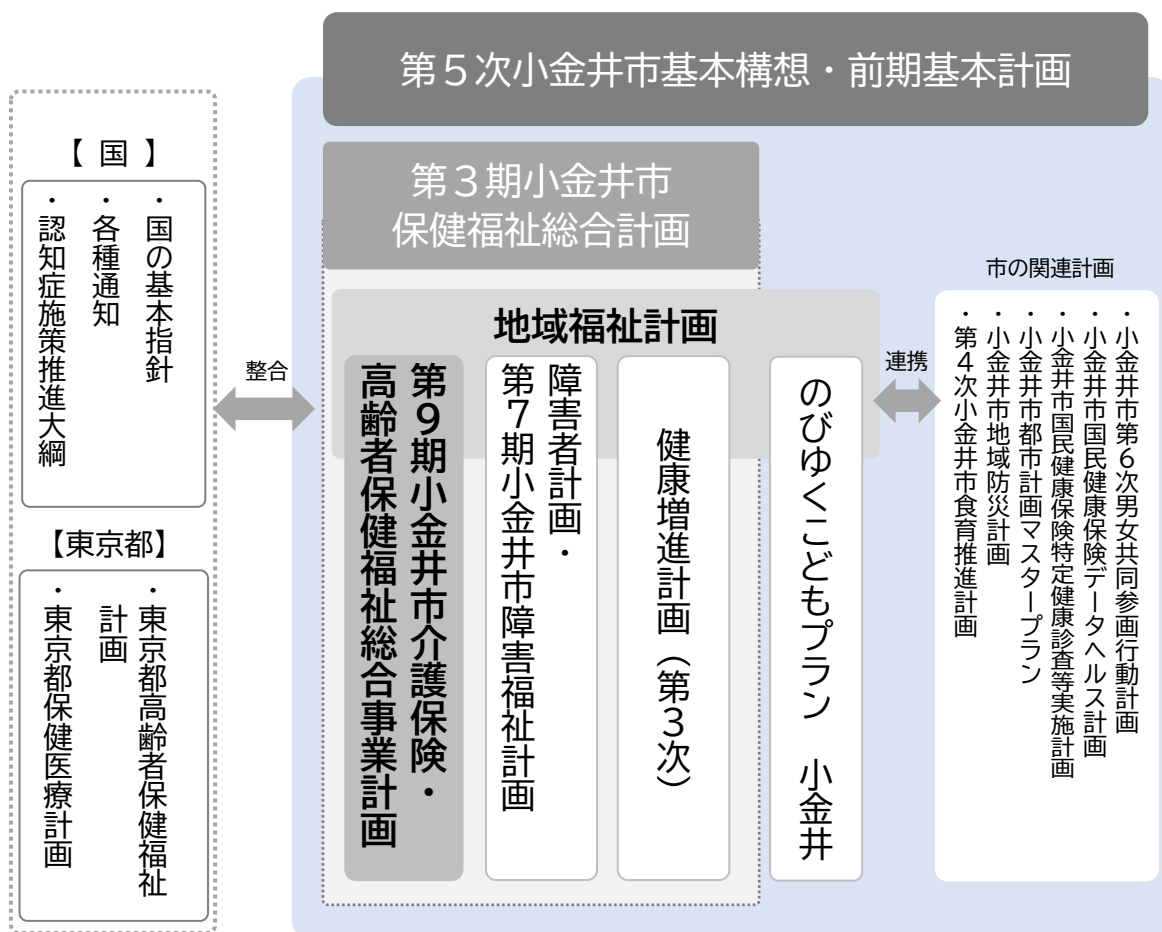 第５次小金井市基本構想・前期基本計画
【 国 】
・国の基本指針
・各種通知
・認知症施策推進大綱
【東京都】
・東京都高齢者保健福祉
計画
・東京都保健医療計画
整合
第３期小金井市
保健福祉総合計画
地域福祉計画
第９期小金井市介護保険・
高齢者保健福祉総合事業計画
障害者計画・
第７期小金井市障害福祉計画
健康増進計画（第３次）
のびゆくこどもプラン　小金井
連携
市の関連計画
・小金井市第６次男女共同参画行動計画
・小金井市国民健康保険データヘルス計画
・小金井市国民健康保険特定健康診査等実施計画
・小金井市都市計画マスタープラン
・小金井市地域防災計画
・第４次小金井市食育推進計画